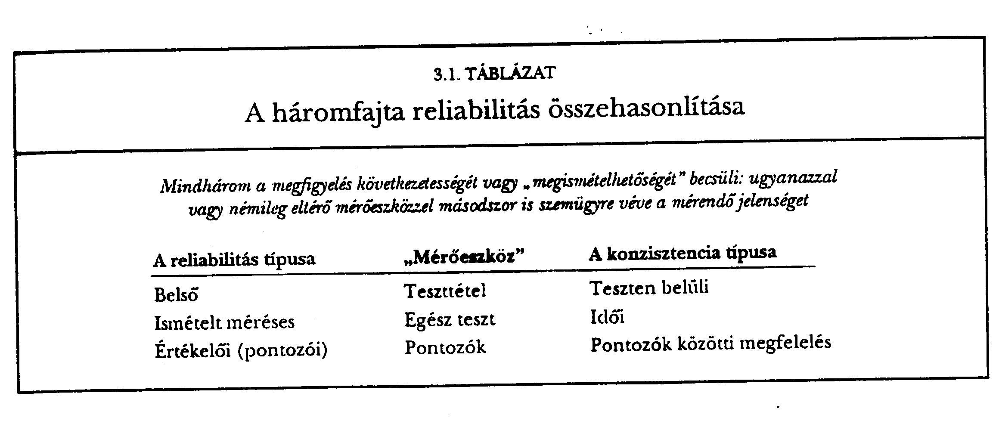 3.1. TÁBLÁZAT
A háromfajta reliabilitás összehasonlítása
Mindhárom a megfigyelés következetességét vagy „megismételhetőségét” becsüli: ugyanazzal
vagy némileg eltérő mérőeszközzel másodszor is szemügyre véve a mérendő jelenséget
A reliabilitás típusa „Mérőeszköz” A konzisztencia típusa
Belső Teszttétel Teszten belüli
Ismételt méréses Egész teszt Idői
Értékelői (pontozói) Pontozók Pontozók közötti megfelelés